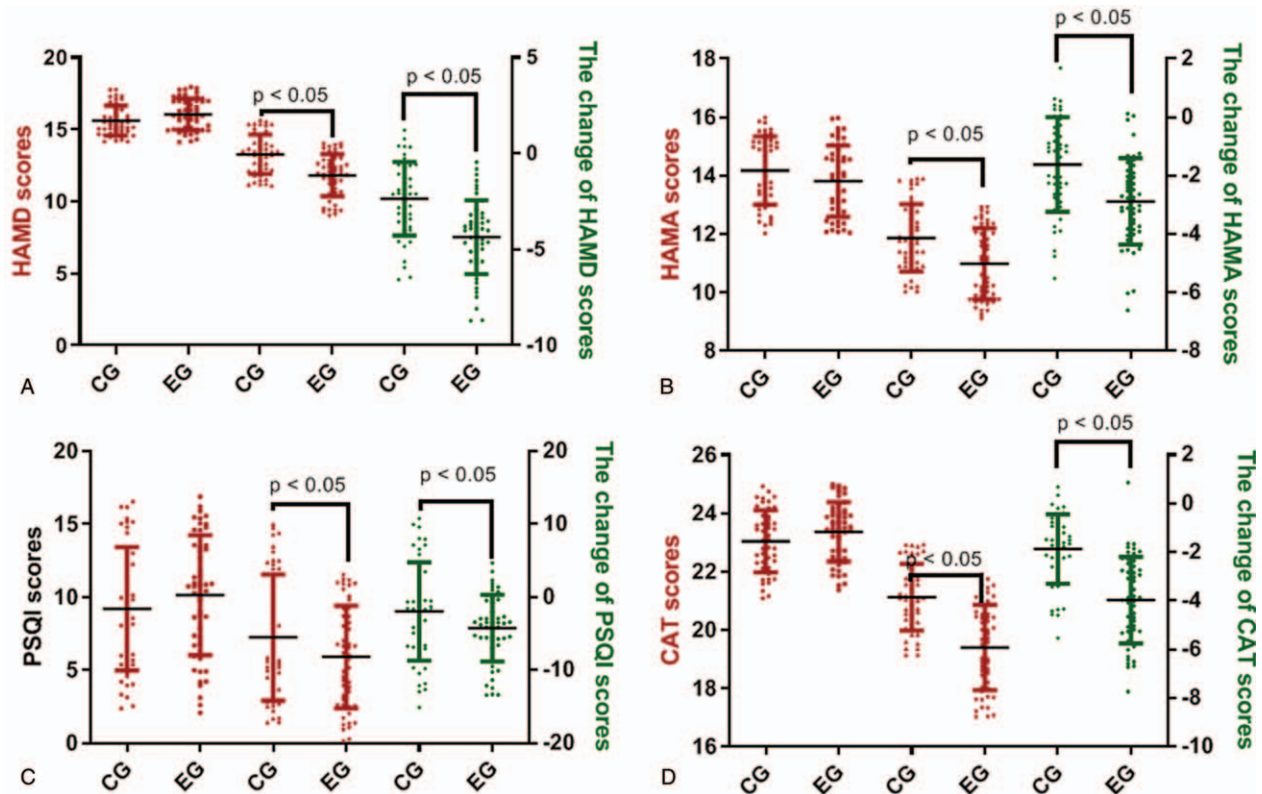 p < 0.05
20
15
10
5
0
HAMD scores
p < 0.05
p < 0.05
5
0
-5
-10
The change of HAMD scores
CG
EG
CG
EG
CG
EG
A
18
16
14
12
10
8
HAMA scores
p < 0.05
2
0
-2
-4
-6
-8
The change of HAMA scores
CG
EG
CG
EG
CG
EG
B
20
15
10
5
0
PSQI scores
p < 0.05
p < 0.05
20
10
0
-10
-20
The change of PSQI scores
CG
EG
CG
EG
CG
EG
C
p < 0.05
26
24
22
20
18
16
CAT scores
p < 0.05
2
0
-2
-4
-6
-8
-10
The change of CAT scores
CG
EG
CG
EG
CG
EG
D